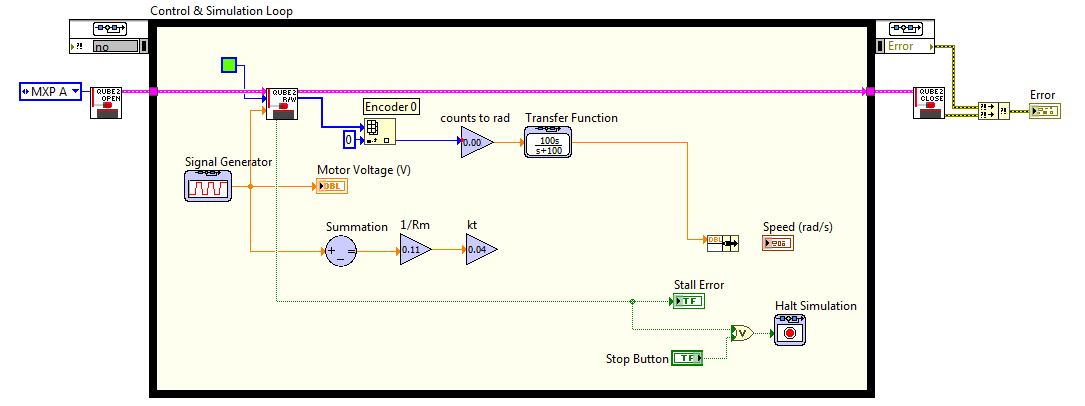 Control & Simulation Loop
no
Error
MXP A
QUBE2
OPEN
QUBE2
R/W
Encoder 0
0
counts to rad
0.00
Transfer Function
100s
s+100
QUBE2
CLOSE
Error
Signal Generator
Motor Voltage (V)
DBL
Summation
1/Rm
0.11
kt
0.04
DBL
Speed (rad/s)
Stall Error
TF
Halt Simulation
V
Stop Button
TF